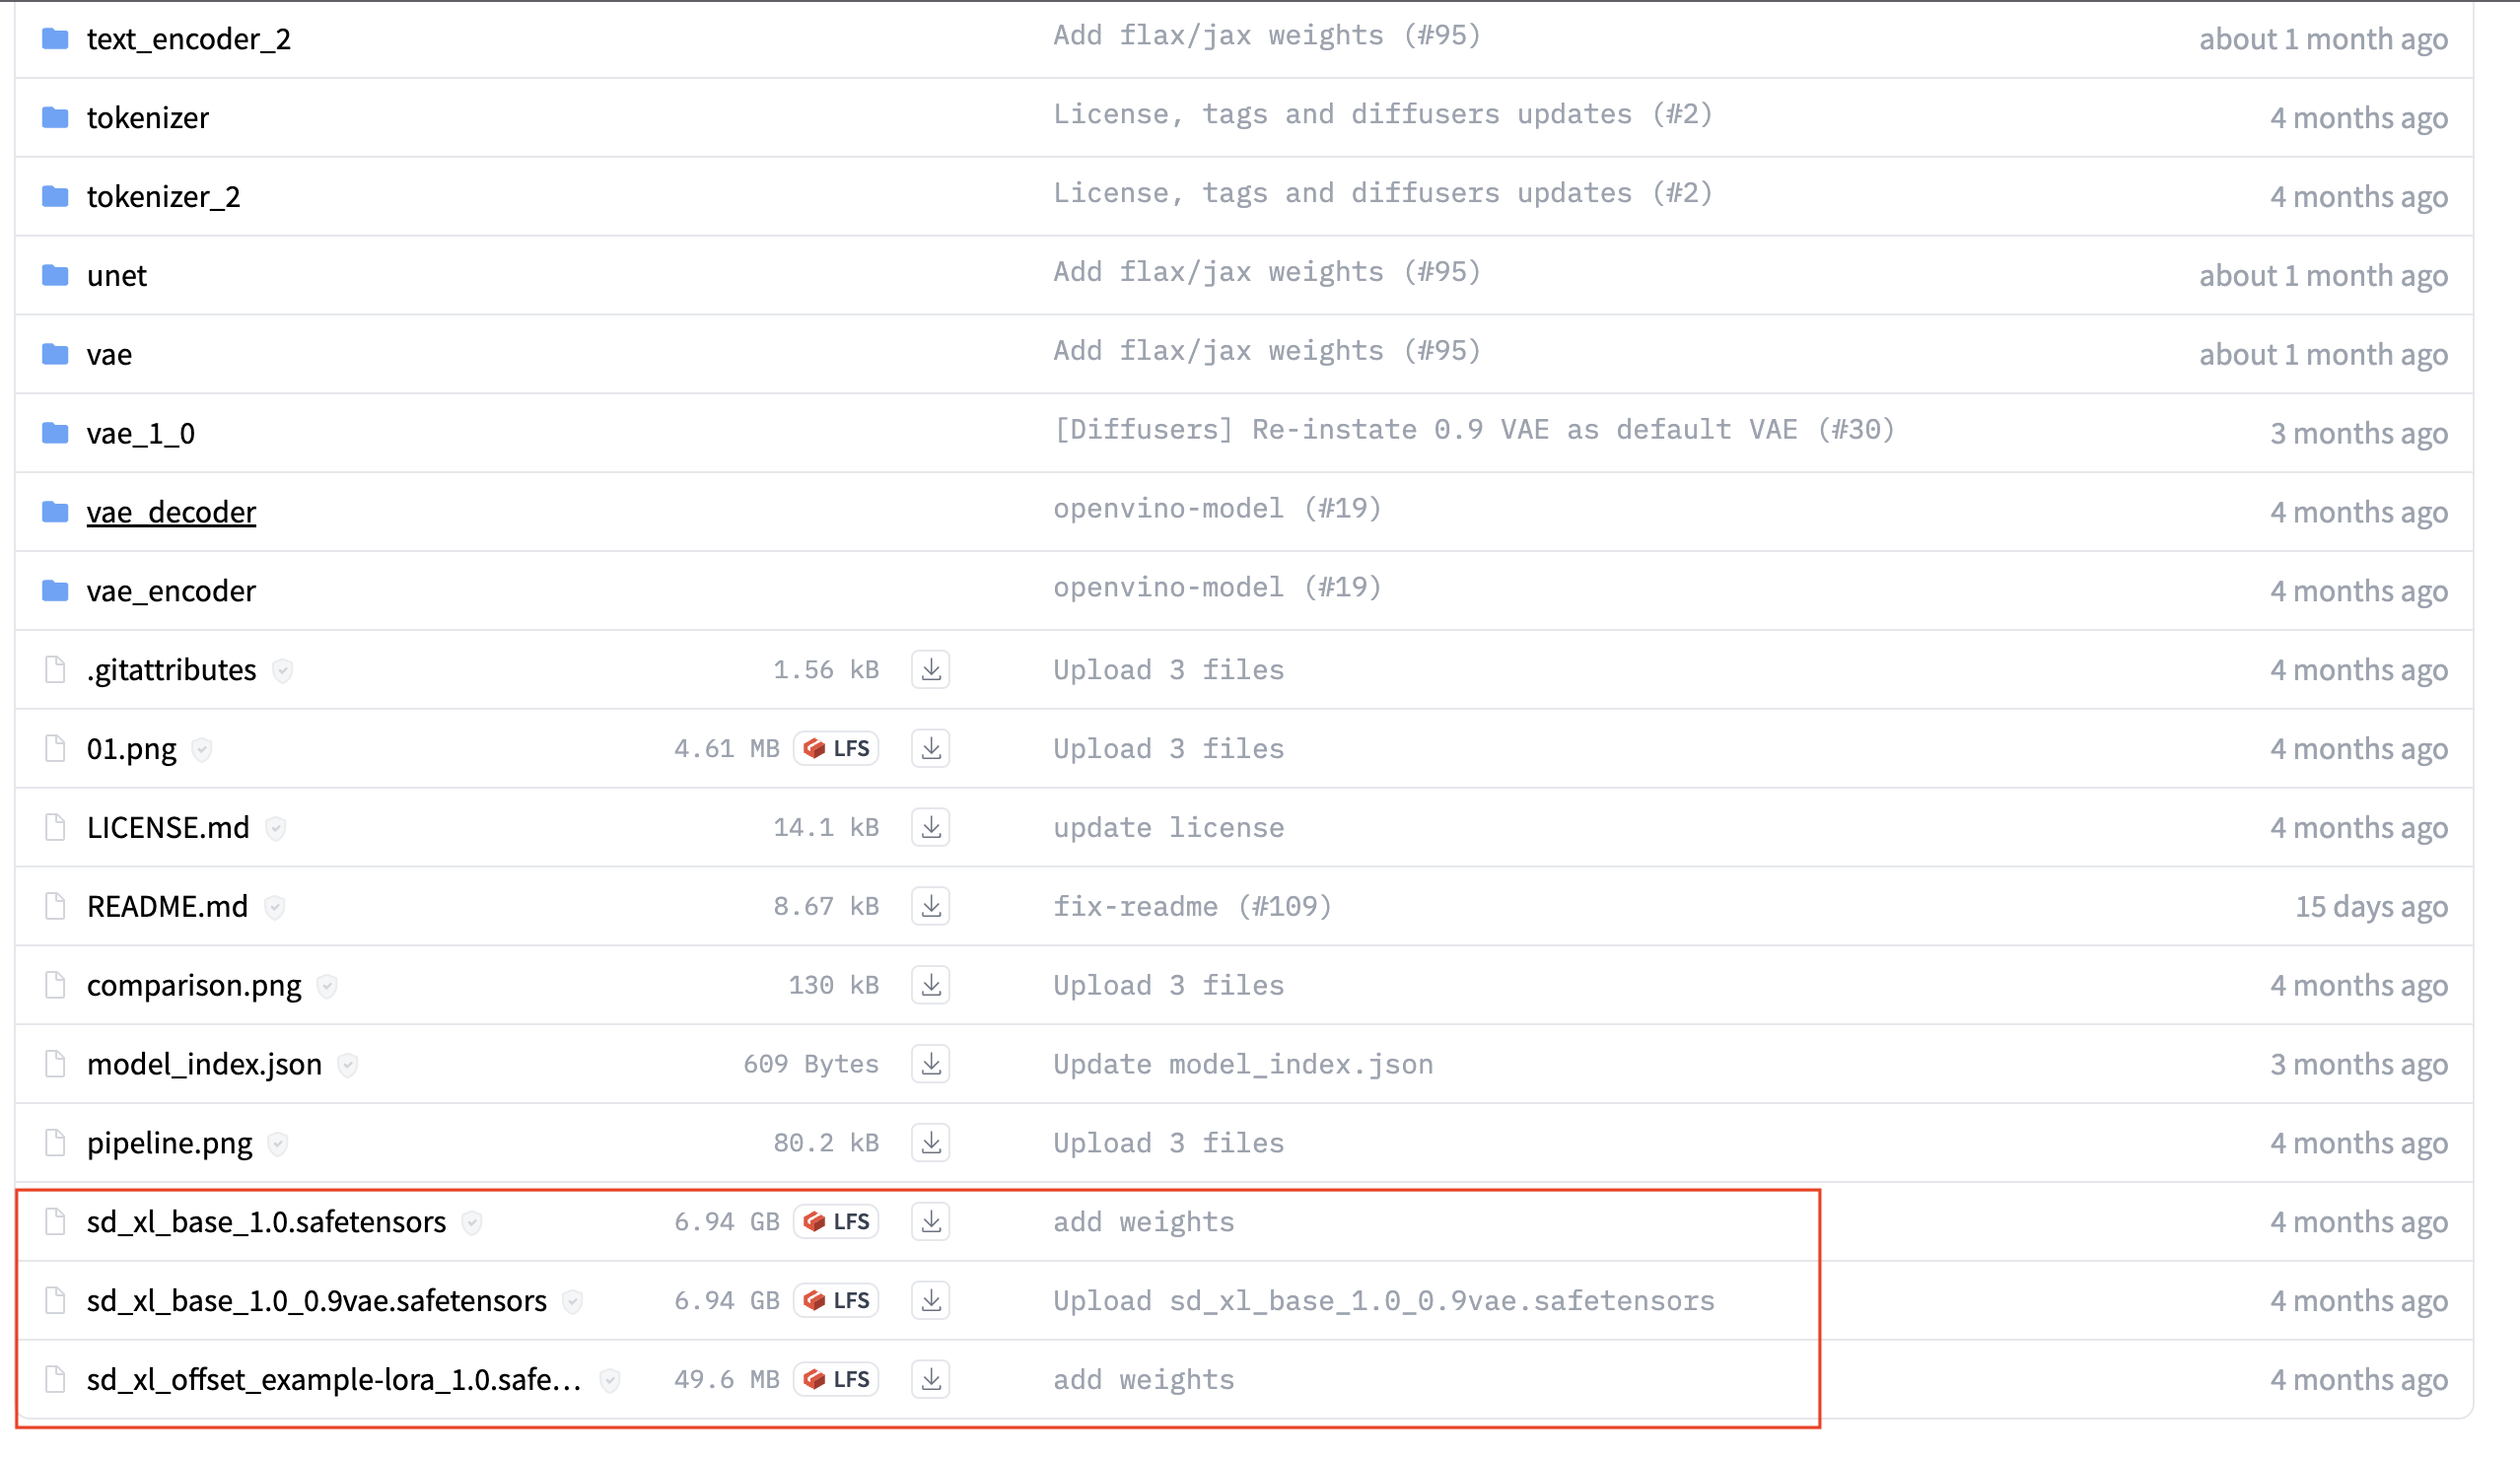 text_encoder_2 Add flax/jax weights (#95) about 1 month ago
tokenizer License, tags and diffusers updates (#2) 4 months ago
tokenizer_2 License, tags and diffusers updates (#2) 4 months ago
unet Add flax/jax weights (#95) about 1 month ago
vae Add flax/jax weights (#95) about 1 month ago
vae_1_0 [Diffusers] Re-instate 0.9 VAE as default VAE (#30) 3 months ago
vae_decoder openvino-model (#19) 4 months ago
vae_encoder openvino-model (#19) 4 months ago
.gitattributes 1.56 kB Upload 3 files 4 months ago
01.png 4.61 MB LFS Upload 3 files 4 months ago
LICENSE.md 14.1 kB update license 4 months ago
README.md 8.67 kB fix-readme (#109) 15 days ago
comparison.png 130 kB Upload 3 files 4 months ago
model_index.json 609 Bytes Update model_index.json 3 months ago
pipeline.png 80.2 kB Upload 3 files 4 months ago
sd_xl_base_1.0.safetensors 6.94 GB LFS add weights 4 months ago
sd_xl_base_1.0_0.9vae.safetensors 6.94 GB LFS Upload sd_xl_base_1.0_0.9vae.safetensors 4 months ago
sd_xl_offset_example-lora_1.0.safe... 49.6 MB LFS add weights 4 months ago